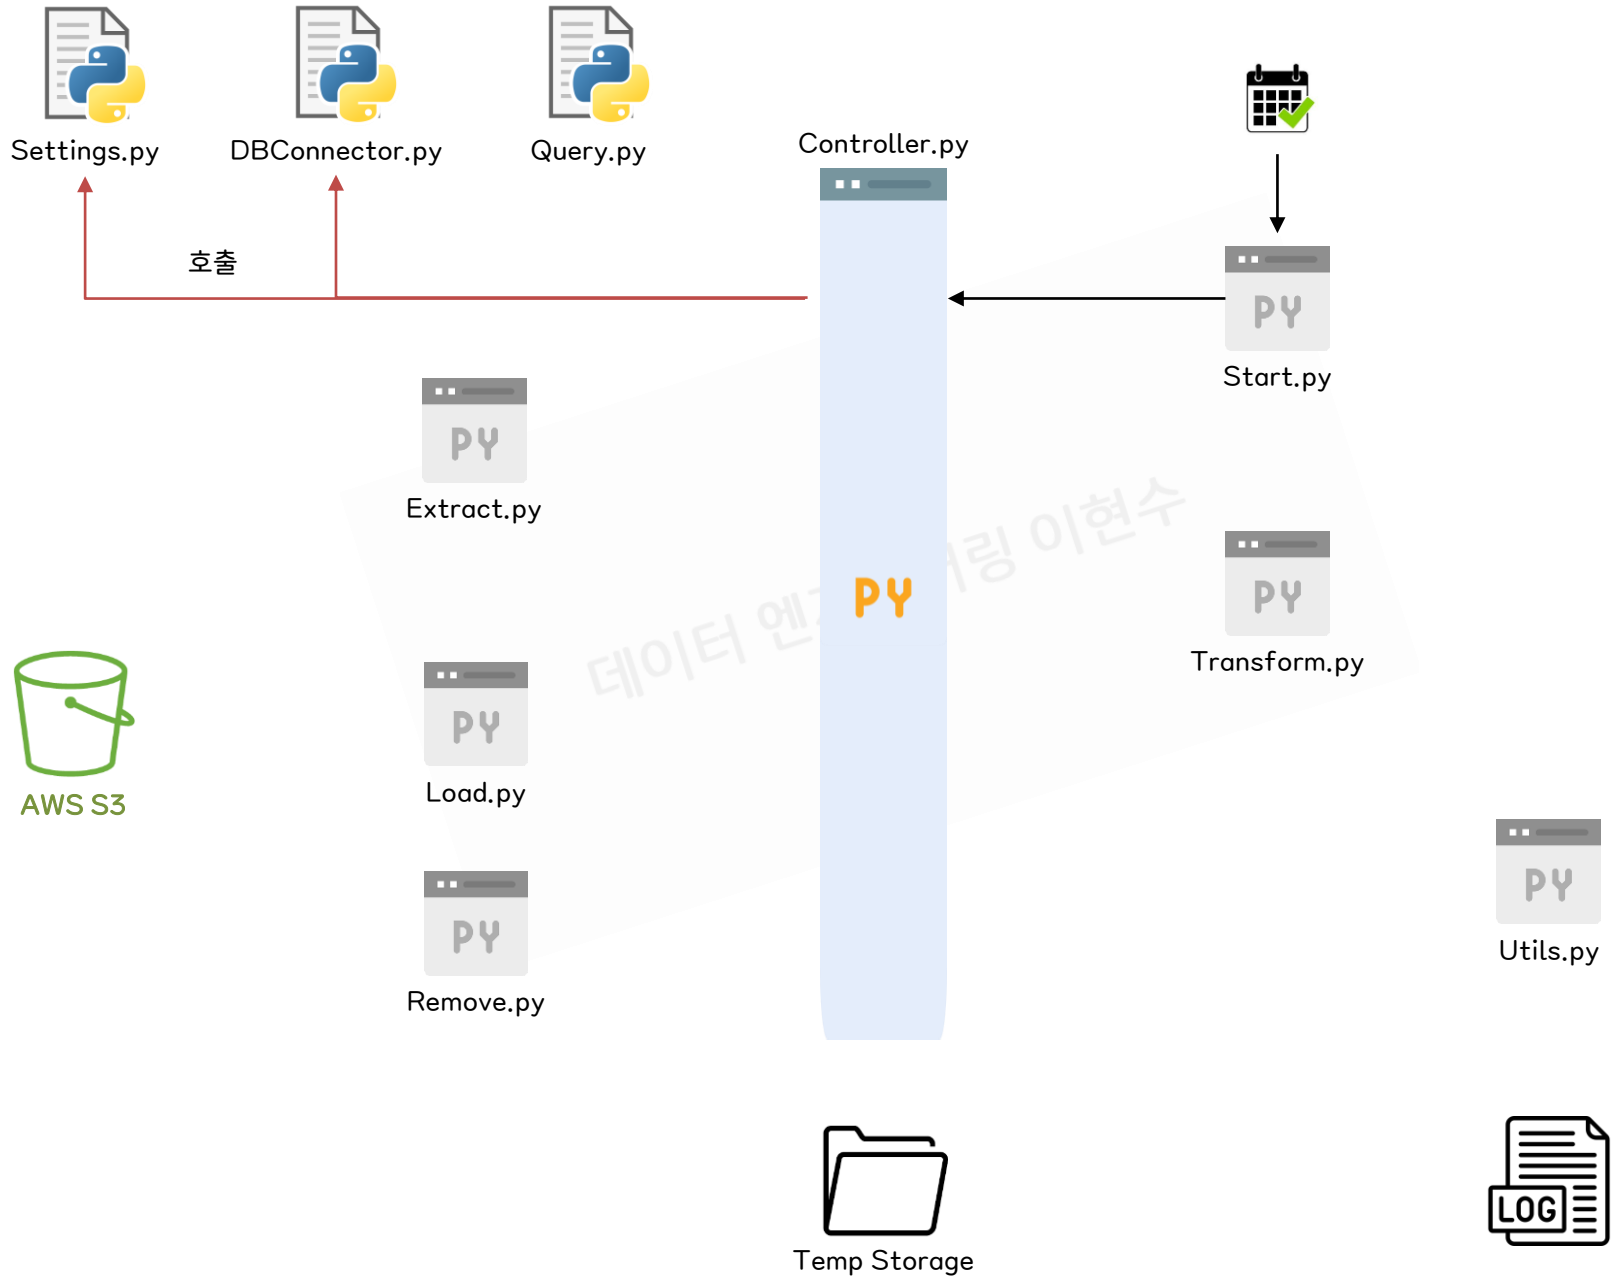 Settings.py
DBConnector.py
Query.py
Controller.py
호출
PY
Start.py
PY
Extract.py
데이터 엔
링 이현수
PY
PY
Transform.py
PY
Load.py
AWS S3
PY
Utils.py
PY
Remove.py
LOG
Temp Storage